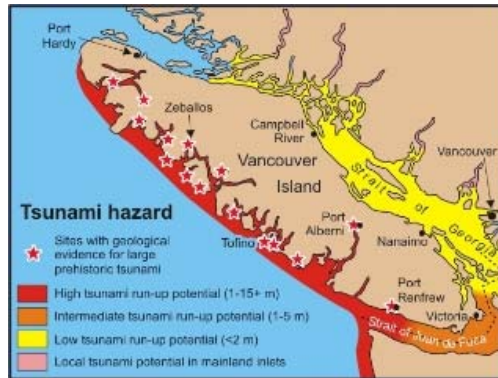 Port
Hardy
Zeballos
Campbell
River
Vancouver
Vancouver
Island
Strait of Georgia
Tsunami hazard
Sites with geological
evidence for large
prehistoric tsunami
Tofino
Port
Alberni
Nanaimo
Port
Renfrew
Victoria
Strait of Juan de Fuca
High tsunami run-up potential (1-15+ m)
Intermediate tsunami run-up potential (1-5 m)
Low tsunami run-up potential (<2 m)
Local tsunami potential in mainland inlets